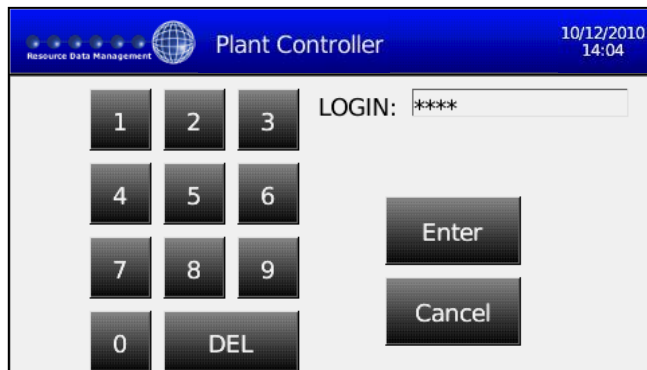 Resource Data Management
Plant Controller
10/12/2010
14:04
LOGIN: ****
1 2 3
4 5 6
Enter
7 8 9
Cancel
0 DEL